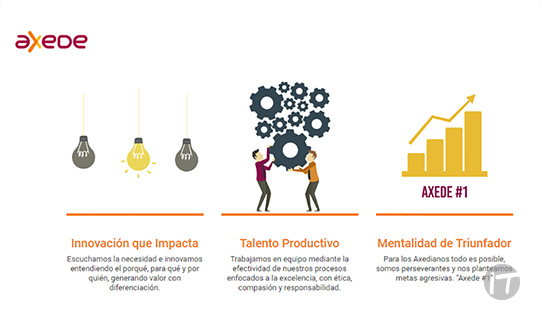 axede
AXEDE #1
Innovación que Impacta
Escuchamos la necesidad e innovamos
entendiendo el porqué, para qué y por
quién, generando valor con
diferenciación.
Talento Productivo
Trabajamos en equipo mediante la
efectividad de nuestros procesos
enfocados a la excelencia, con ética,
compasión y responsabilidad.
Mentalidad de Triunfador
Para los Axedianos todo es posible,
somos perseverantes y nos planteamos
metas agresivas. "Axede #1"
IT